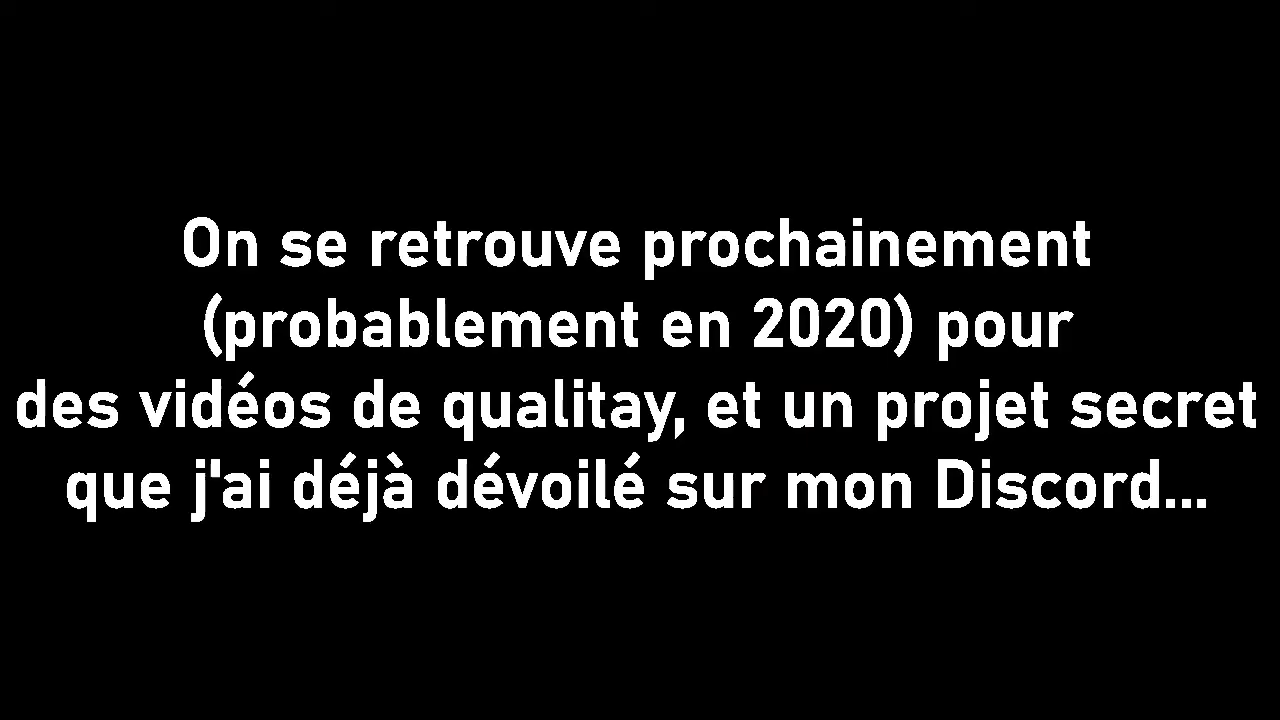 On se retrouve prochainement
(probablement en 2020) pour
des vidéos de qualitay, et un projet secret
que j'ai déjà dévoilé sur mon Discord...